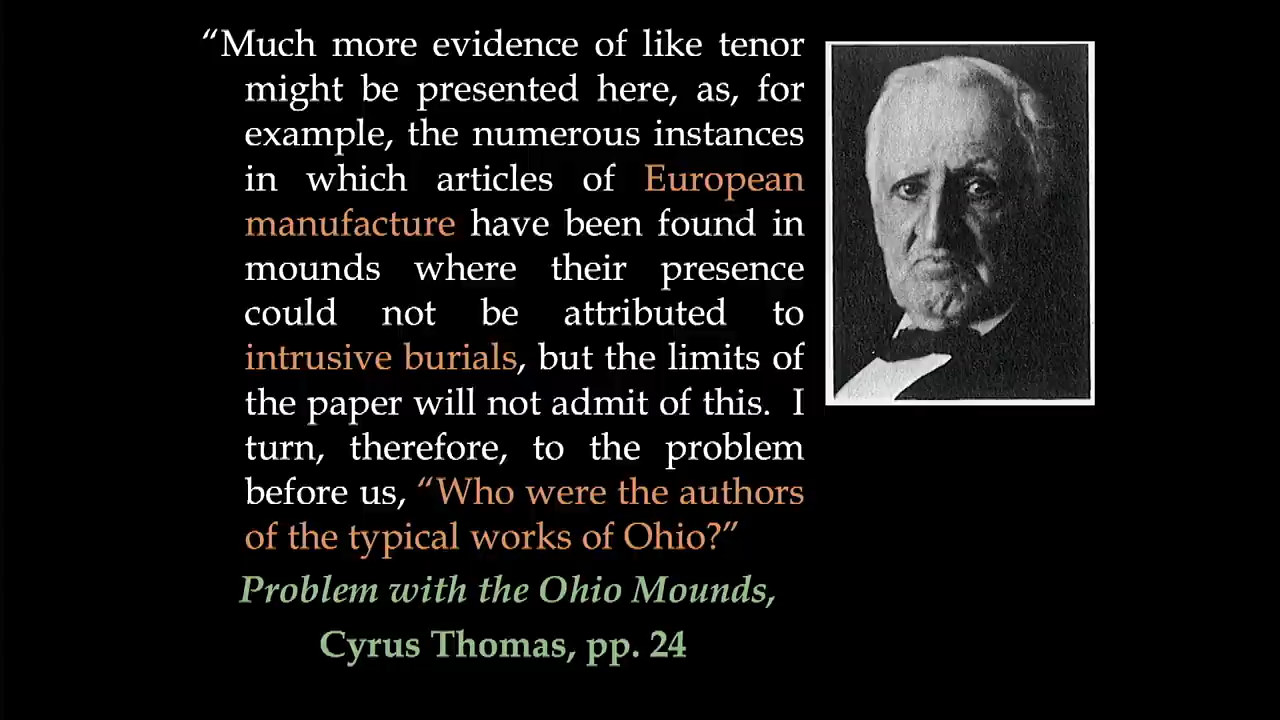 “Much more evidence of like tenor
might be presented here, as, for
example, the numerous instances
in which articles of European
manufacture have been found in
mounds where their presence
could not be attributed to
intrusive burials, but the limits of
the paper will not admit of this. I
turn, therefore, to the problem
before us, “Who were the authors
of the typical works of Ohio?”
Problem with the Ohio Mounds,
Cyrus Thomas, pp. 24